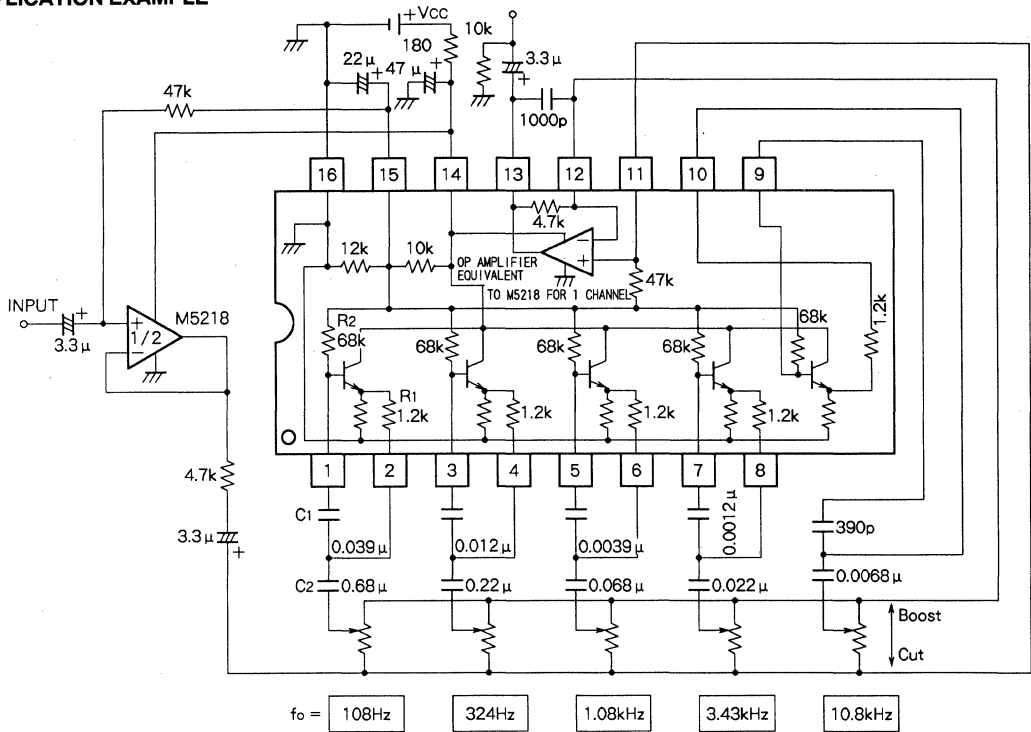 PLICATION EXAMPLE
+VCC
180
10k
3.3μ
22μ
+
47μ
+
+
47k
1000p
16
15
14
13
12
11
10
9
4.7k
12k
10k
OP AMPLIFIER
EQUIVALENT
TO M5218 FOR 1 CHANNEL
−
+
47k
INPUT
+
3.3μ
+
1/2
−
M5218
R2
68k
68k
68k
68k
68k
1.2k
R1
1.2k
1.2k
1.2k
1.2k
1
2
3
4
5
6
7
8
4.7k
3.3μ
+
C1
0.039μ
0.012μ
0.0039μ
0.0012μ
390p
C2
0.68μ
0.22μ
0.068μ
0.022μ
0.0068μ
Boost
Cut
fo =
108Hz
324Hz
1.08kHz
3.43kHz
10.8kHz